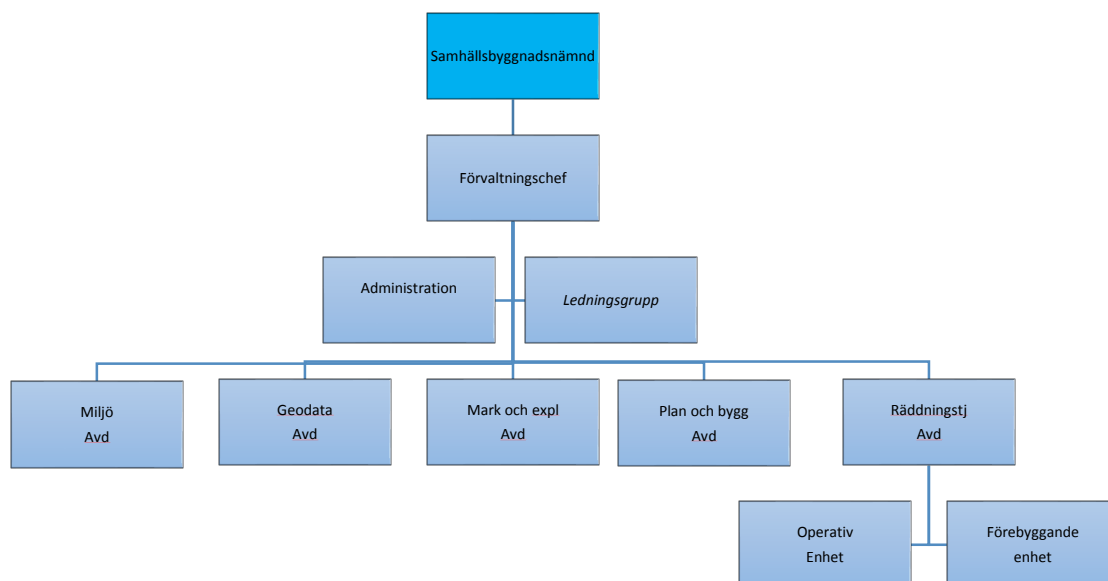 Samhällsbyggnadsnämnd
Förvaltningschef
Administration
Ledningsgrupp
Miljö
Avd
Geodata
Avd
Mark och expl
Avd
Plan och bygg
Avd
Räddningstj
Avd
Operativ
Enhet
Förebyggande
enhet